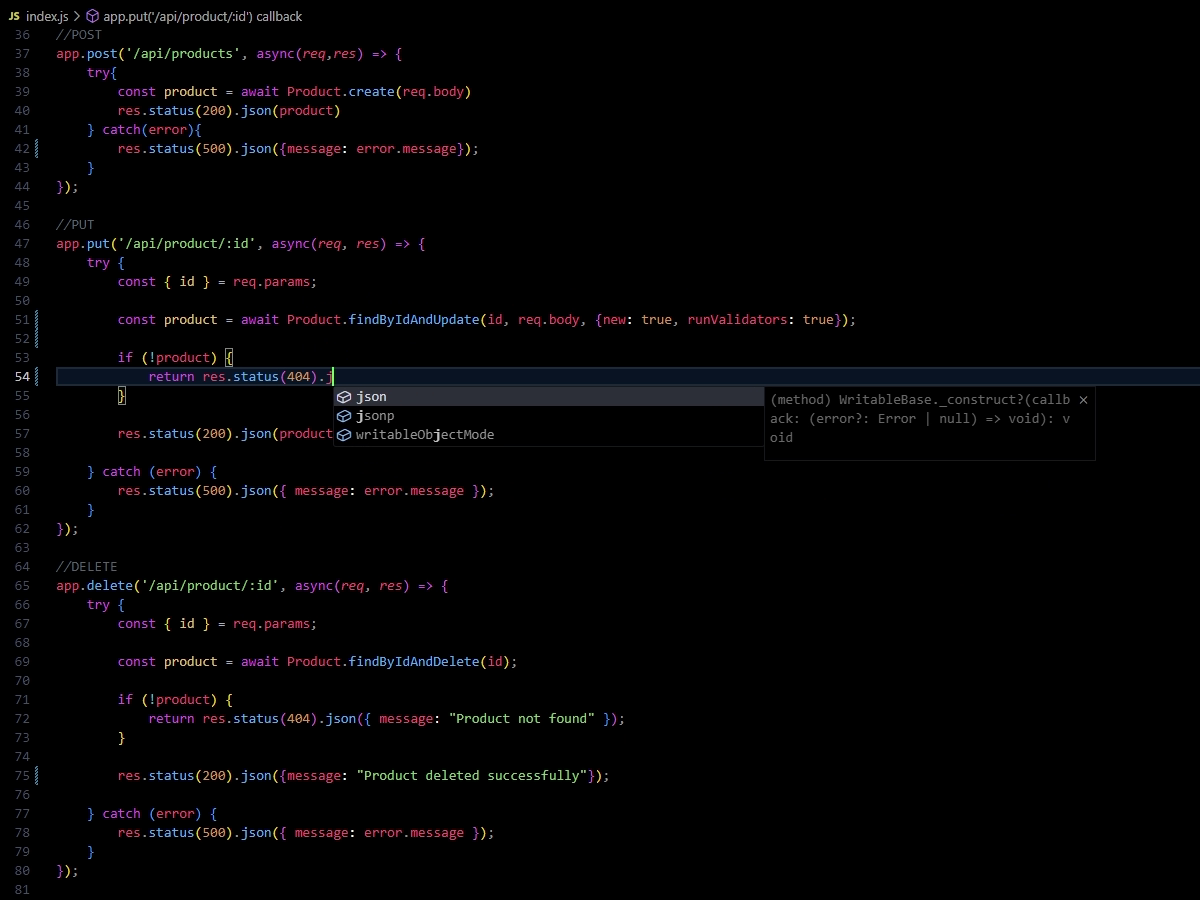 JS index.js > app.put('/api/product/:id') callback
36 //POST
37 app.post('/api/products', async(req,res) => {
38     try{
39         const product = await Product.create(req.body)
40         res.status(200).json(product)
41     } catch(error){
42         res.status(500).json({message: error.message});
43     }
44 });
45
46 //PUT
47 app.put('/api/product/:id', async(req, res) => {
48     try {
49         const { id } = req.params;
50
51         const product = await Product.findByIdAndUpdate(id, req.body, {new: true, runValidators: true});
52
53         if (!product) {
54             return res.status(404).j
55         }
json
jsonp
writableObjectMode
(method) WritableBase._construct?(callb
ack: (error?: Error | null) => void): v
oid
56
57         res.status(200).json(product
58
59     } catch (error) {
60         res.status(500).json({ message: error.message });
61     }
62 });
63
64 //DELETE
65 app.delete('/api/product/:id', async(req, res) => {
66     try {
67         const { id } = req.params;
68
69         const product = await Product.findByIdAndDelete(id);
70
71         if (!product) {
72             return res.status(404).json({ message: "Product not found" });
73         }
74
75         res.status(200).json({message: "Product deleted successfully"});
76
77     } catch (error) {
78         res.status(500).json({ message: error.message });
79     }
80 });
81